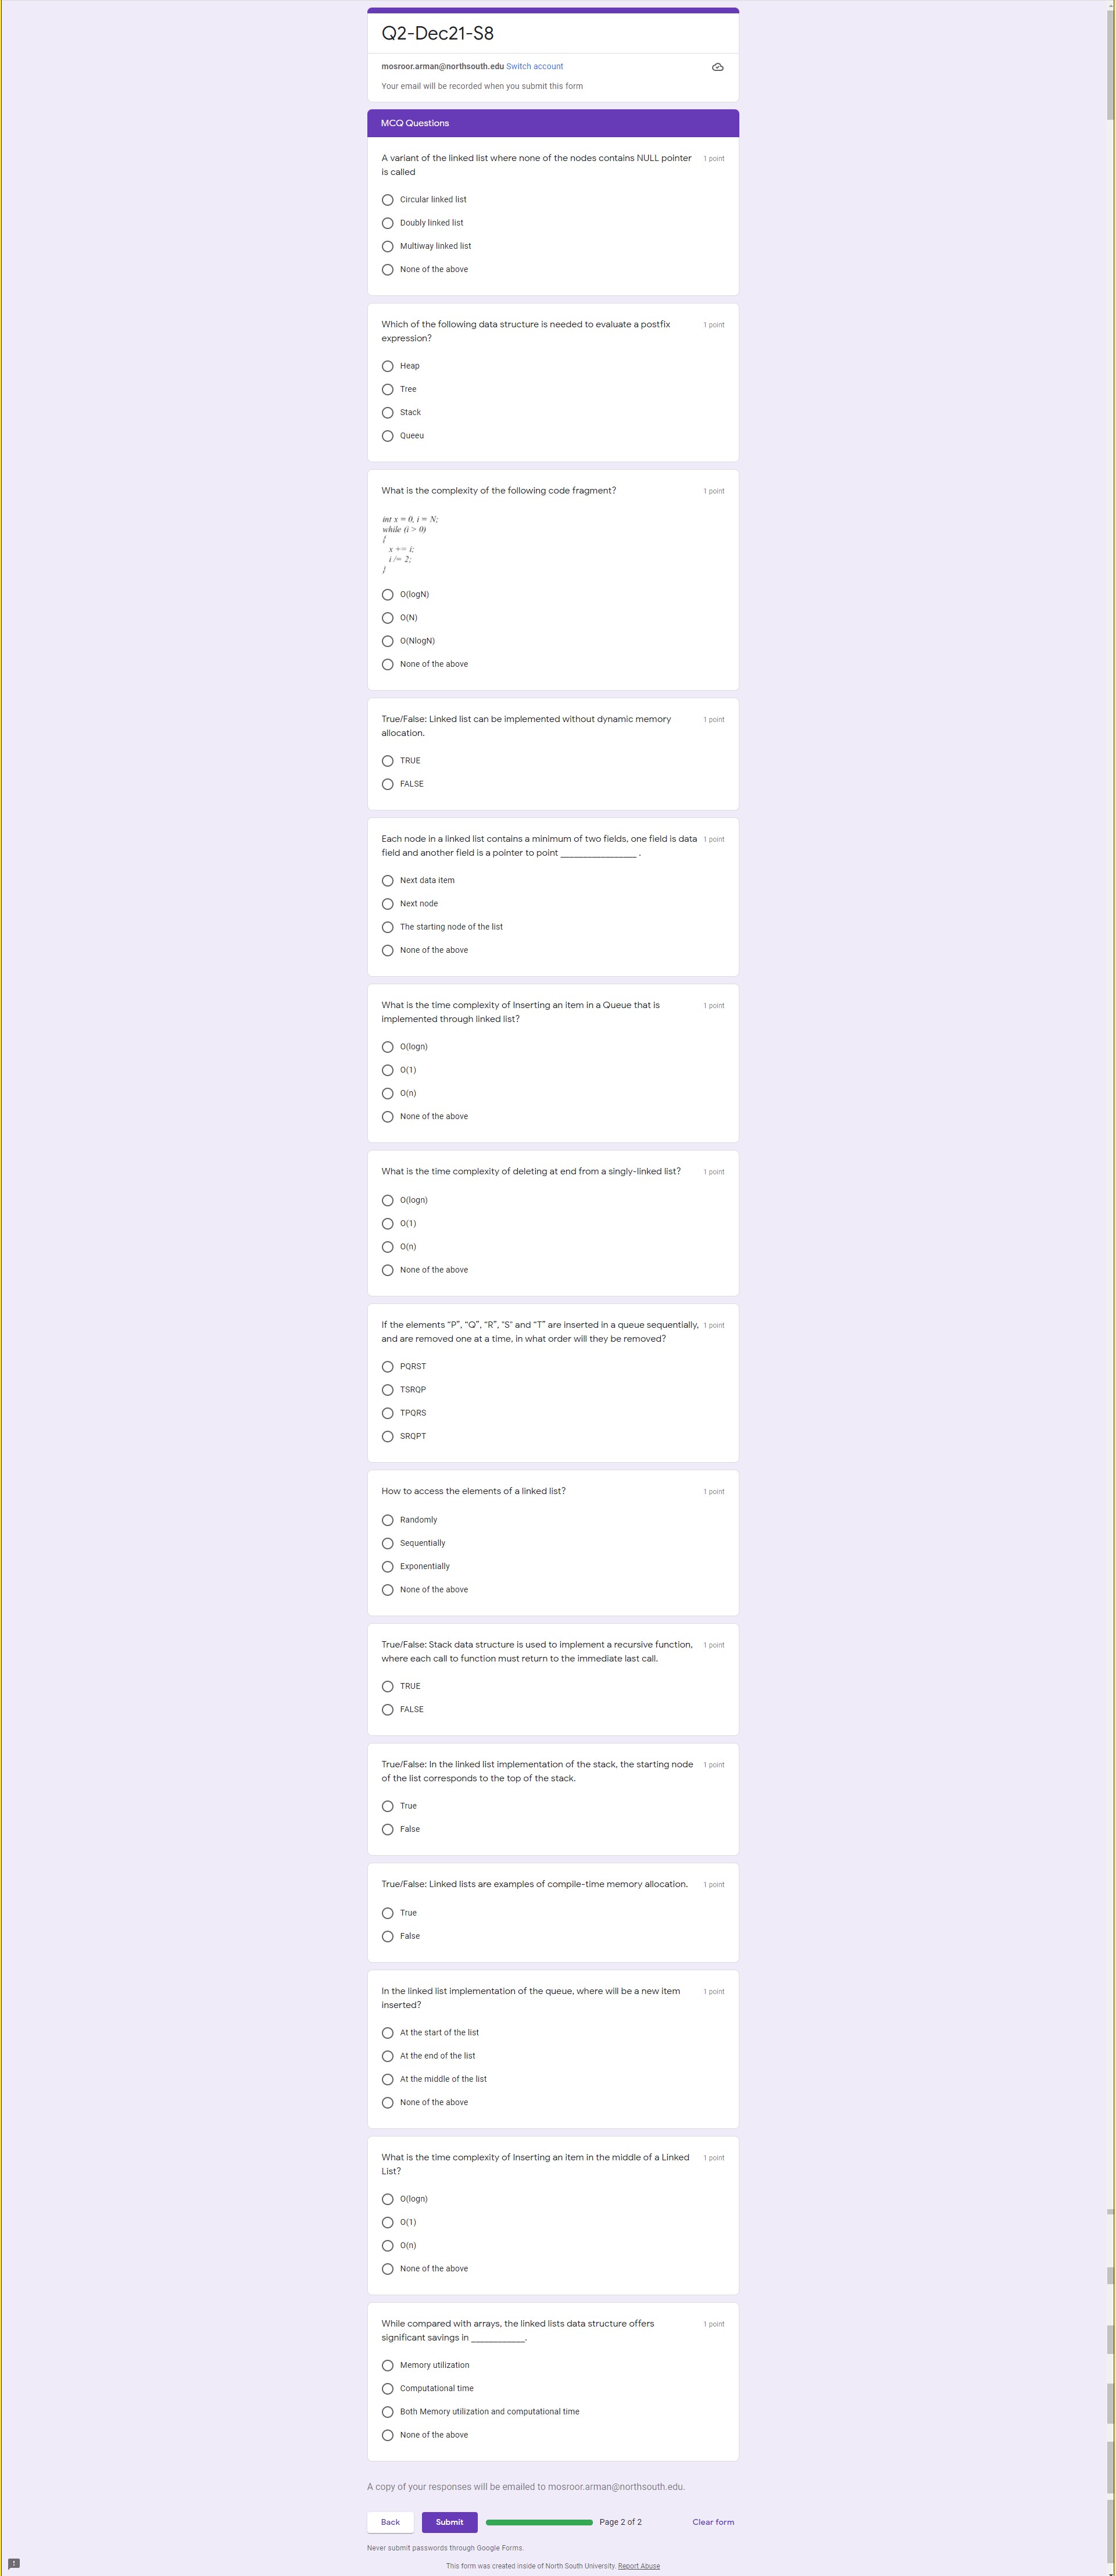 Q2-Dec21-S8
mosroor.arman@northsouth.edu Switch account
Your email will be recorded when you submit this form
MCQ Questions
A variant of the linked list where none of the nodes contains NULL pointer 1 point
is called
Circular linked list
Doubly linked list
Multiway linked list
None of the above
Which of the following data structure is needed to evaluate a postfix 1 point
expression?
Heap
Tree
Stack
Queeu
What is the complexity of the following code fragment? 1 point
int x = 0, i = N;
while (i > 0)
{
x += i;
i /= 2;
}
O(logN)
O(N)
O(NlogN)
None of the above
True/False: Linked list can be implemented without dynamic memory 1 point
allocation.
TRUE
FALSE
Each node in a linked list contains a minimum of two fields, one field is data 1 point
field and another field is a pointer to point _________________ .
Next data item
Next node
The starting node of the list
None of the above
What is the time complexity of Inserting an item in a Queue that is 1 point
implemented through linked list?
O(logn)
O(1)
O(n)
None of the above
What is the time complexity of deleting at end from a singly-linked list? 1 point
O(logn)
O(1)
O(n)
None of the above
If the elements “P”, “Q”, “R”, “S” and “T” are inserted in a queue sequentially, 1 point
and are removed one at a time, in what order will they be removed?
PQRST
TSRQP
TPQRS
SRQPT
How to access the elements of a linked list? 1 point
Randomly
Sequentially
Exponentially
None of the above
True/False: Stack data structure is used to implement a recursive function, 1 point
where each call to function must return to the immediate last call.
TRUE
FALSE
True/False: In the linked list implementation of the stack, the starting node 1 point
of the list corresponds to the top of the stack.
True
False
True/False: Linked lists are examples of compile-time memory allocation. 1 point
True
False
In the linked list implementation of the queue, where will be a new item 1 point
inserted?
At the start of the list
At the end of the list
At the middle of the list
None of the above
What is the time complexity of Inserting an item in the middle of a Linked 1 point
List?
O(logn)
O(1)
O(n)
None of the above
While compared with arrays, the linked lists data structure offers 1 point
significant savings in ____________.
Memory utilization
Computational time
Both Memory utilization and computational time
None of the above
A copy of your responses will be emailed to mosroor.arman@northsouth.edu.
Back Submit Page 2 of 2 Clear form
Never submit passwords through Google Forms.
This form was created inside of North South University. Report Abuse